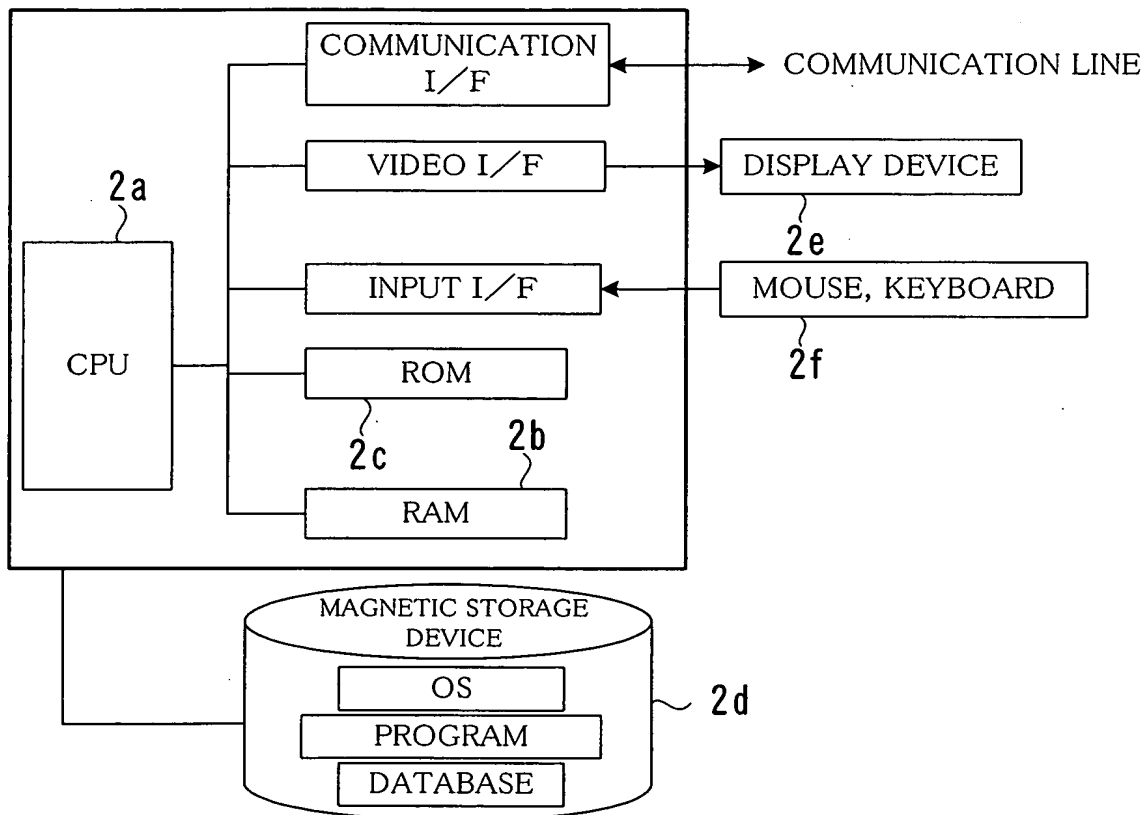 COMMUNICATION
I/F
COMMUNICATION LINE
VIDEO I/F
DISPLAY DEVICE
2a
2e
INPUT I/F
MOUSE, KEYBOARD
CPU
2f
ROM
2c
2b
RAM
MAGNETIC STORAGE
DEVICE
OS
2d
PROGRAM
DATABASE